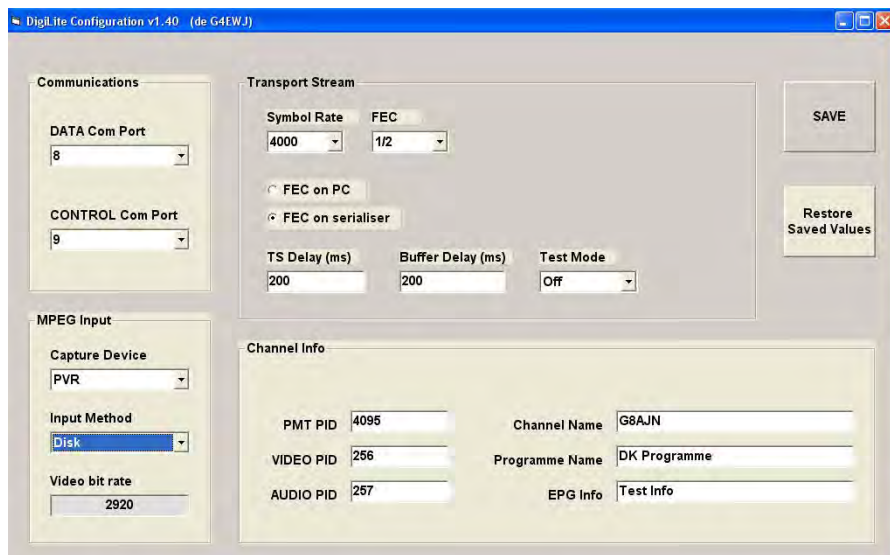 DigiLite Configuration v1.40 (de G4EWJ)
Communications
DATA Com Port
8
CONTROL Com Port
9
Transport Stream
Symbol Rate FEC
4000 1/2
FEC on PC
FEC on serialiser
TS Delay (ms) Buffer Delay (ms) Test Mode
200 200 Off
SAVE
Restore
Saved Values
MPEG Input
Capture Device
PVR
Input Method
Disk
Video bit rate
2920
Channel Info
PMT PID 4095
VIDEO PID 256
AUDIO PID 257
Channel Name G8AJN
Programme Name DK Programme
EPG Info Test Info